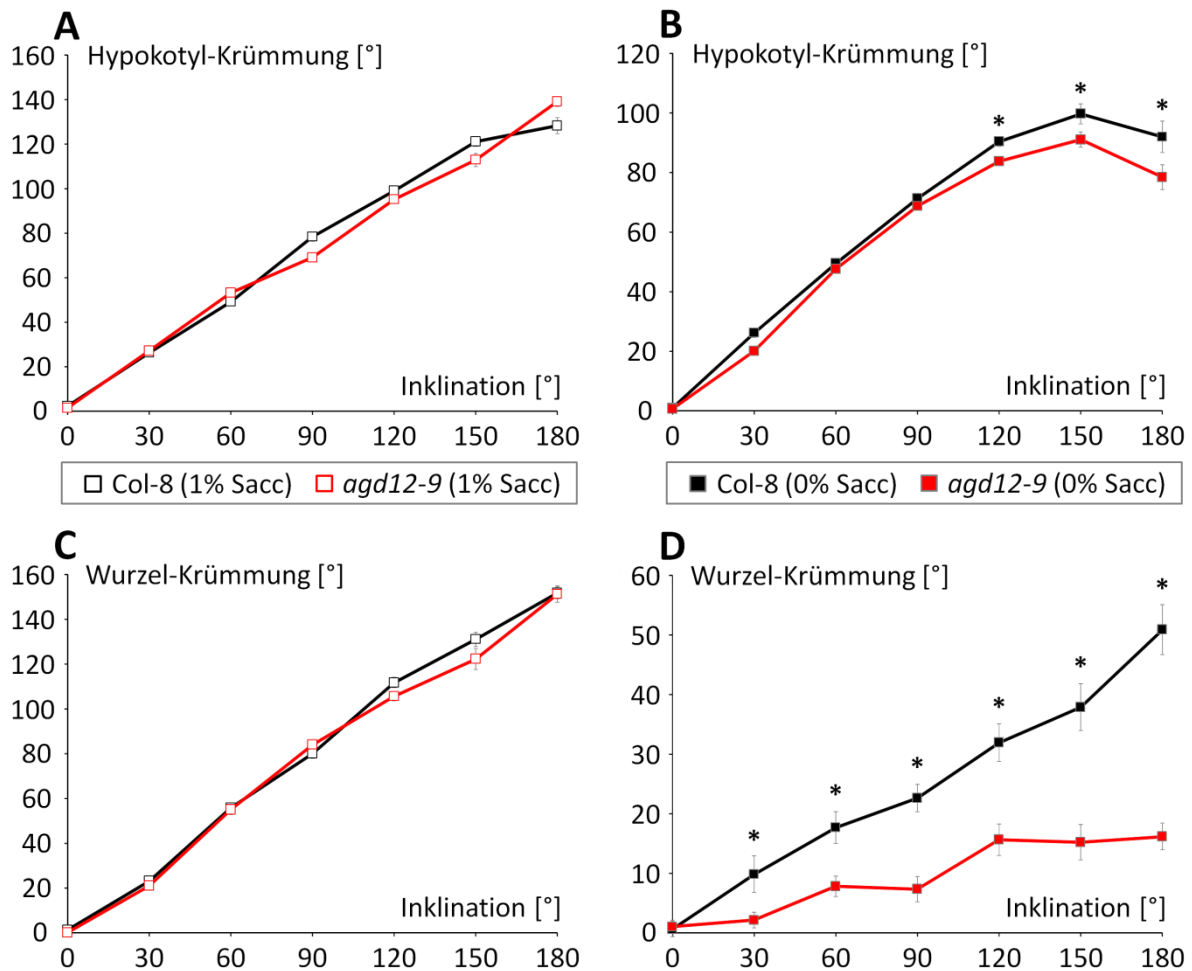 A
Hypokotyl-Krümmung [°]
160
140
120
100
80
60
40
20
0
Inklination [°]
0 30 60 90 120 150 180
Col-8 (1% Sacc) agd12-9 (1% Sacc)
B
Hypokotyl-Krümmung [°]
120
100
80
60
40
20
0
* * *
Inklination [°]
0 30 60 90 120 150 180
Col-8 (0% Sacc) agd12-9 (0% Sacc)
C
Wurzel-Krümmung [°]
160
140
120
100
80
60
40
20
0
Inklination [°]
0 30 60 90 120 150 180
D
Wurzel-Krümmung [°]
60
50
40
30
20
10
0
* * * * * *
Inklination [°]
0 30 60 90 120 150 180